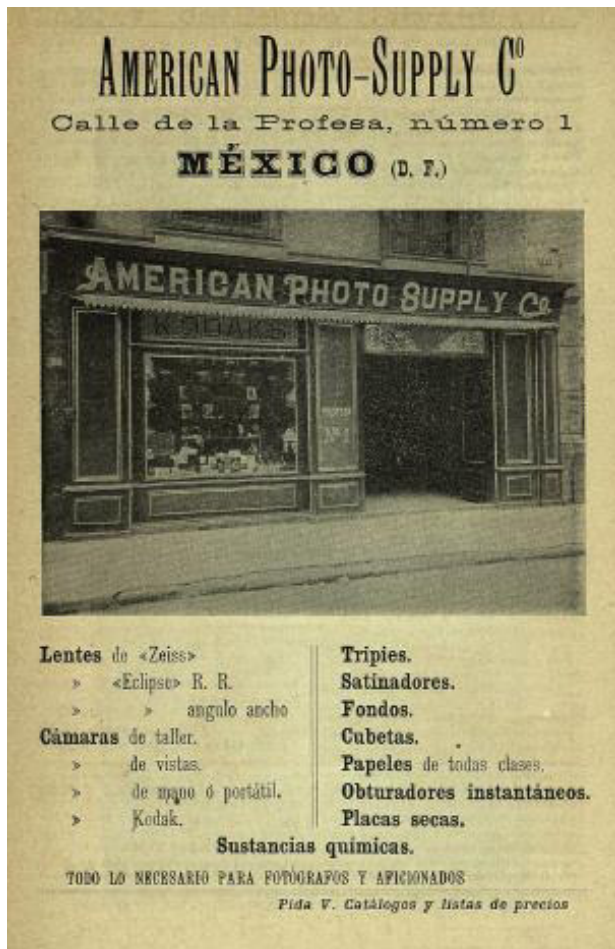 AMERICAN PHOTO-SUPPLY Cº
Calle de la Profesa, número 1
MÉXICO (D. F.)
AMERICAN PHOTO SUPPLY Co.
KODAKS
PROFESA
Nº 1
Lentes de «Zeiss»
» «Eclipse» R. R.
» » angulo ancho
Cámaras de taller.
» de vistas.
» de mano ó portátil.
» Kodak.
Tripies.
Satinadores.
Fondos.
Cubetas.
Papeles de todas clases.
Obturadores instantáneos.
Placas secas.
Sustancias químicas.
TODO LO NECESARIO PARA FOTÓGRAFOS Y AFICIONADOS
Pida V. Catálogos y listas de precios